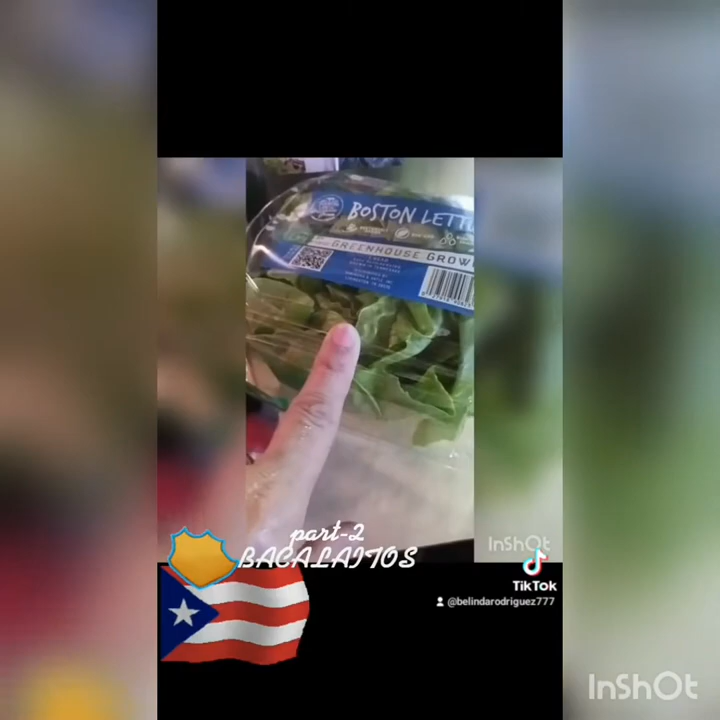 BOSTON LETT
GREENHOUSE GROW
part-2
BACALAITOS
InShOt
TikTok
@belindarodriguez777
InShOt